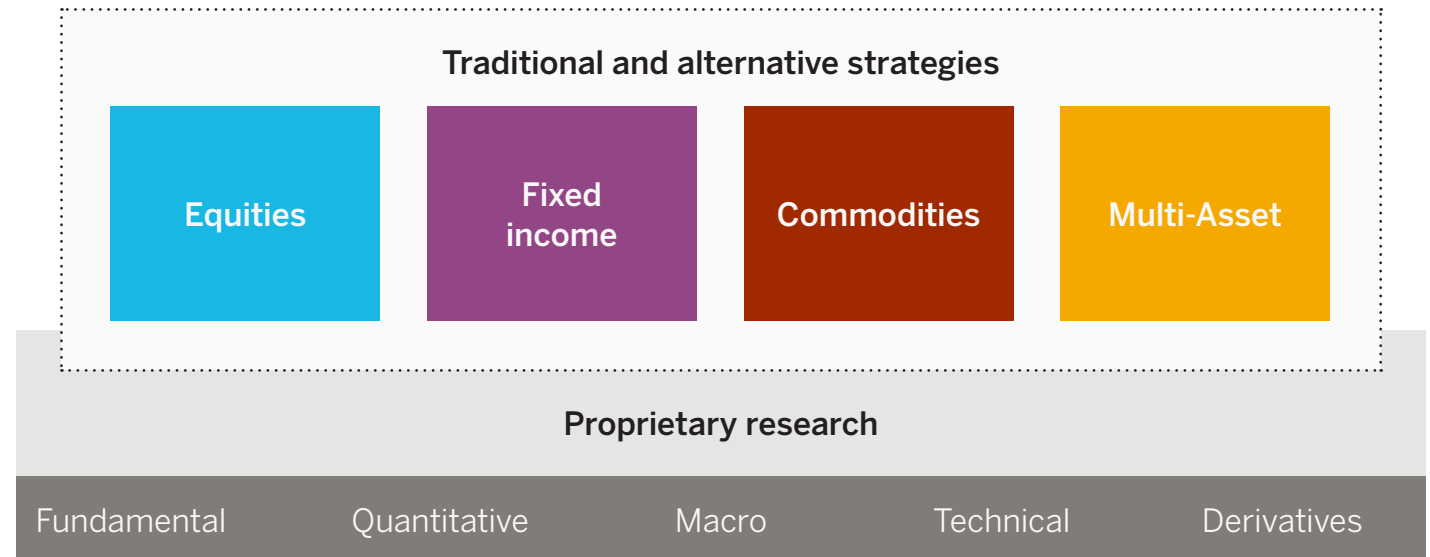 Traditional and alternative strategies
Equities
Fixed
income
Commodities
Multi-Asset
Proprietary research
Fundamental
Quantitative
Macro
Technical
Derivatives